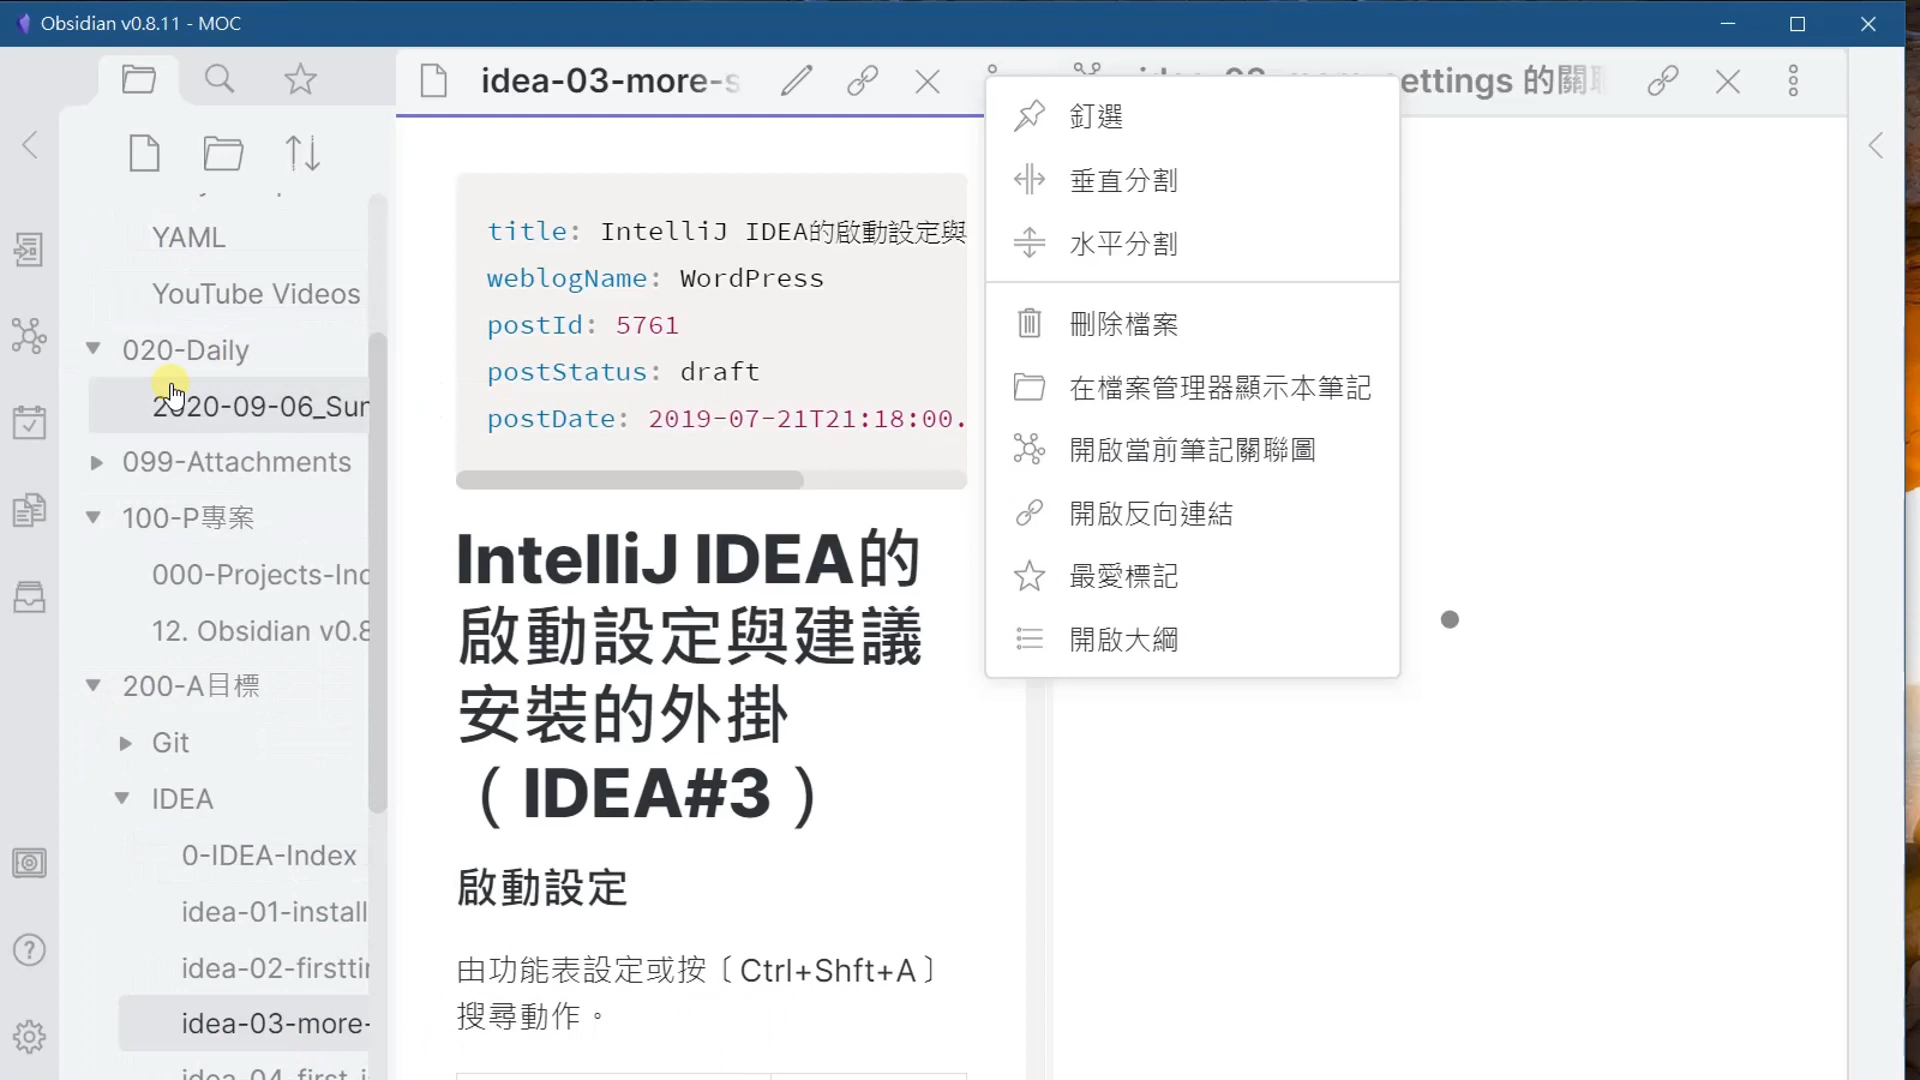 Obsidian v0.8.11 - MOC
idea-03-more-s
ettings 的關聯
YAML
YouTube Videos
020-Daily
2020-09-06_Sun
099-Attachments
100-P專案
000-Projects-Ind
12. Obsidian v0.8
200-A目標
Git
IDEA
0-IDEA-Index
idea-01-install
idea-02-firsttin
idea-03-more-
idea-04-first-j
title: IntelliJ IDEA的啟動設定與
weblogName: WordPress
postId: 5761
postStatus: draft
postDate: 2019-07-21T21:18:00.
IntelliJ IDEA的
啟動設定與建議
安裝的外掛
（IDEA#3）
啟動設定
由功能表設定或按〔Ctrl+Shft+A〕
搜尋動作。
釘選
垂直分割
水平分割
刪除檔案
在檔案管理器顯示本筆記
開啟當前筆記關聯圖
開啟反向連結
最愛標記
開啟大綱